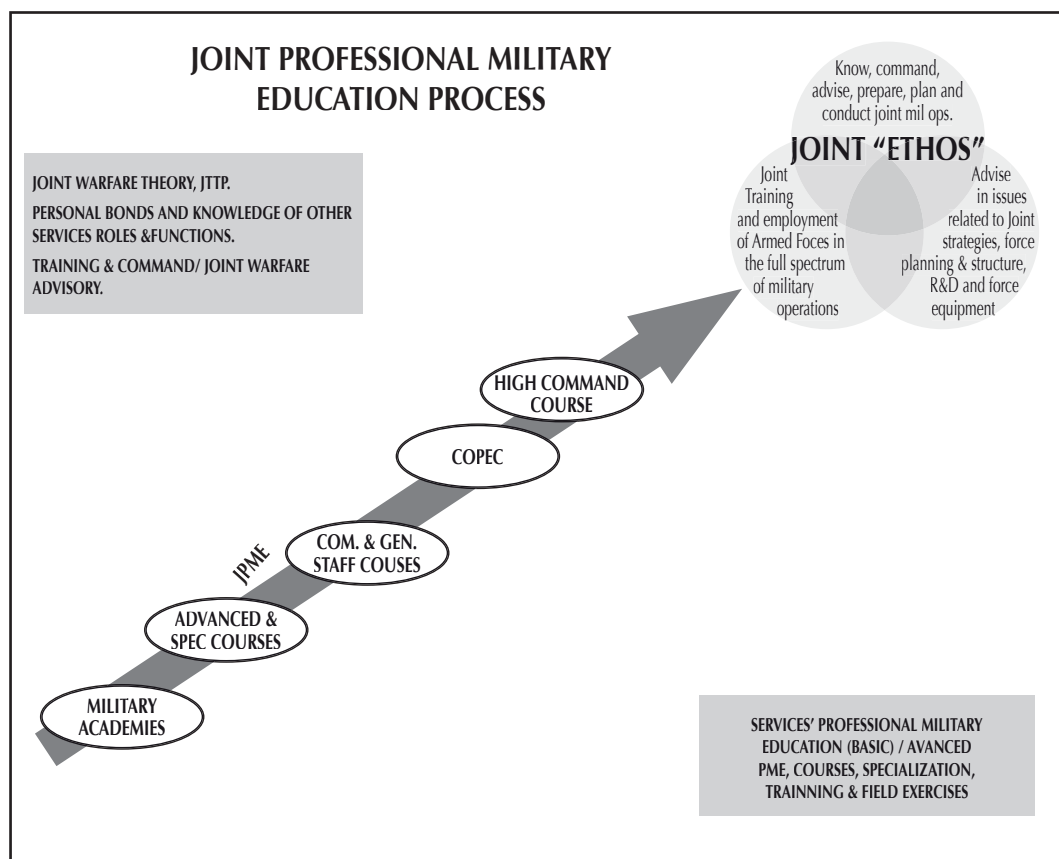 JOINT PROFESSIONAL MILITARY
EDUCATION PROCESS
JOINT WARFARE THEORY, JTTP.
PERSONAL BONDS AND KNOWLEDGE OF OTHER
SERVICES ROLES &FUNCTIONS.
TRAINING & COMMAND/ JOINT WARFARE
ADVISORY.
Know, command,
advise, prepare, plan and
conduct joint mil ops.
JOINT “ETHOS”
Joint
Training
and employment
of Armed Foces in
the full spectrum
of military
operations
Advise
in issues
related to Joint
strategies, force
planning & structure,
R&D and force
equipment
HIGH COMMAND
COURSE
COPEC
COM. & GEN.
STAFF COUSES
JPME
ADVANCED &
SPEC COURSES
MILITARY
ACADEMIES
SERVICES’ PROFESSIONAL MILITARY
EDUCATION (BASIC) / AVANCED
PME, COURSES, SPECIALIZATION,
TRAINNING & FIELD EXERCISES